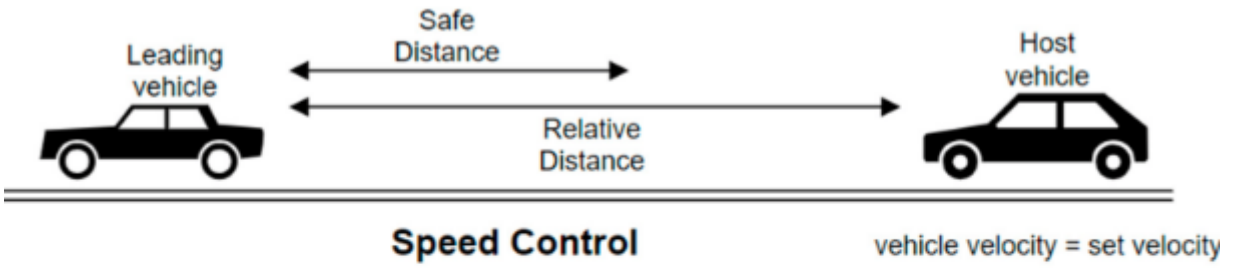 Safe
Distance
Leading
vehicle
Host
vehicle
Relative
Distance
Speed Control
vehicle velocity = set velocity